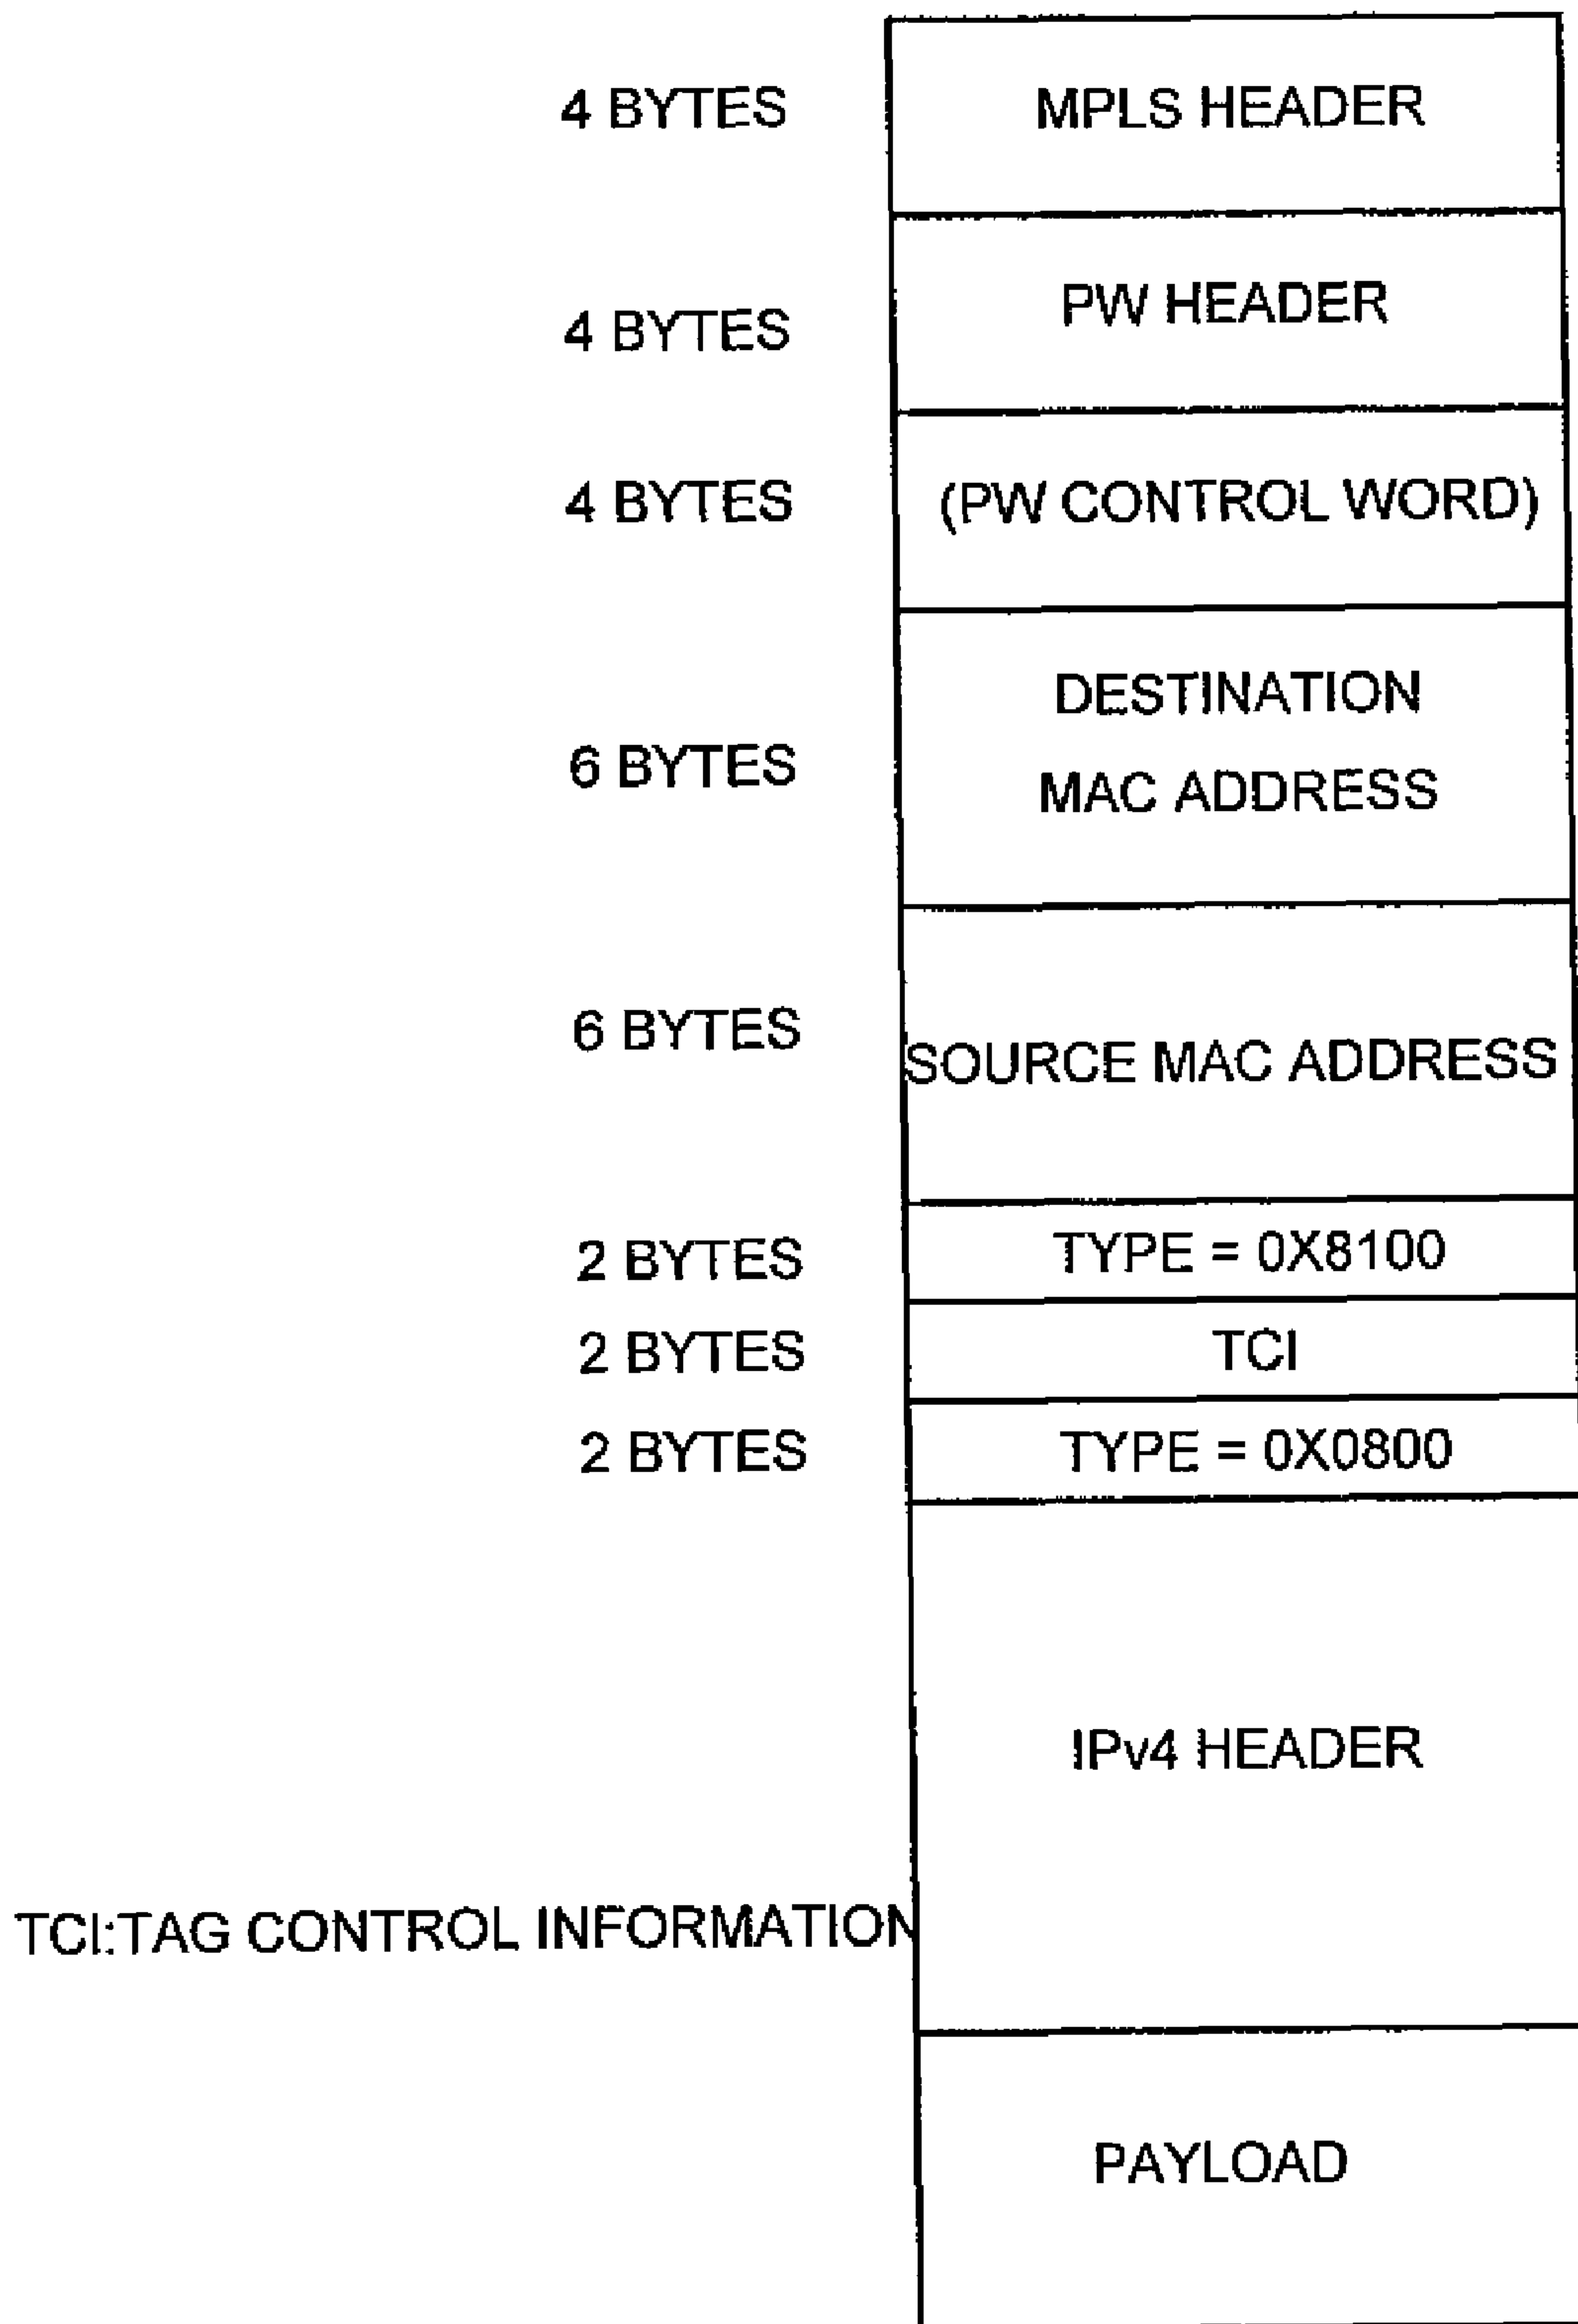 4 BYTES MPLS HEADER
4 BYTES PW HEADER
4 BYTES (PW CONTROL WORD)
DESTINATION
6 BYTES MAC ADDRESS
6 BYTES SOURCE MAC ADDRESS
2 BYTES TYPE = 0X8100
2 BYTES TCI
2 BYTES TYPE = 0X0800
IPv4 HEADER
TCI:TAG CONTROL INFORMATION
PAYLOAD